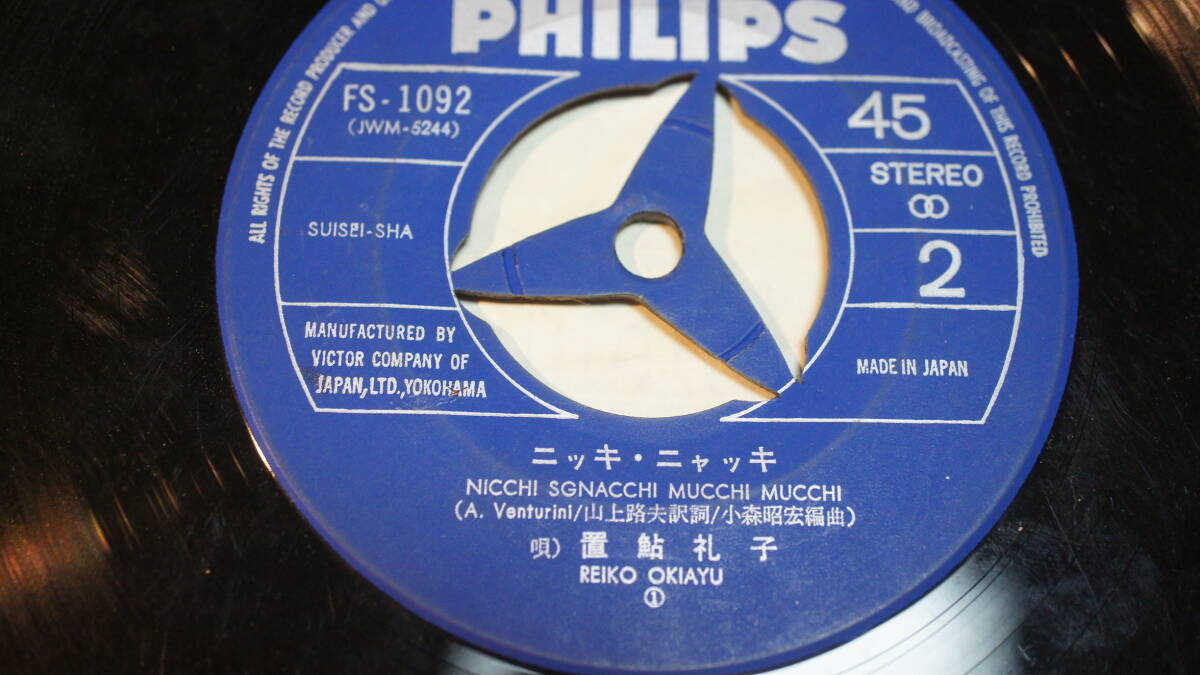 PHILIPS
ALL RIGHTS OF THE RECORD PRODUCER AND
BROADCASTING OF THIS RECORD PROHIBITED
FS-1092
(JWM-5244)
SUISEI-SHA
MANUFACTURED BY
VICTOR COMPANY OF
JAPAN,LTD.,YOKOHAMA
45
STEREO
2
MADE IN JAPAN
ニッキ・ニャッキ
NICCHI SGNACCHI MUCCHI MUCCHI
(A. Venturini/山上路夫訳詞/小森昭宏編曲)
唄) 置鮎礼子
REIKO OKIAYU
①